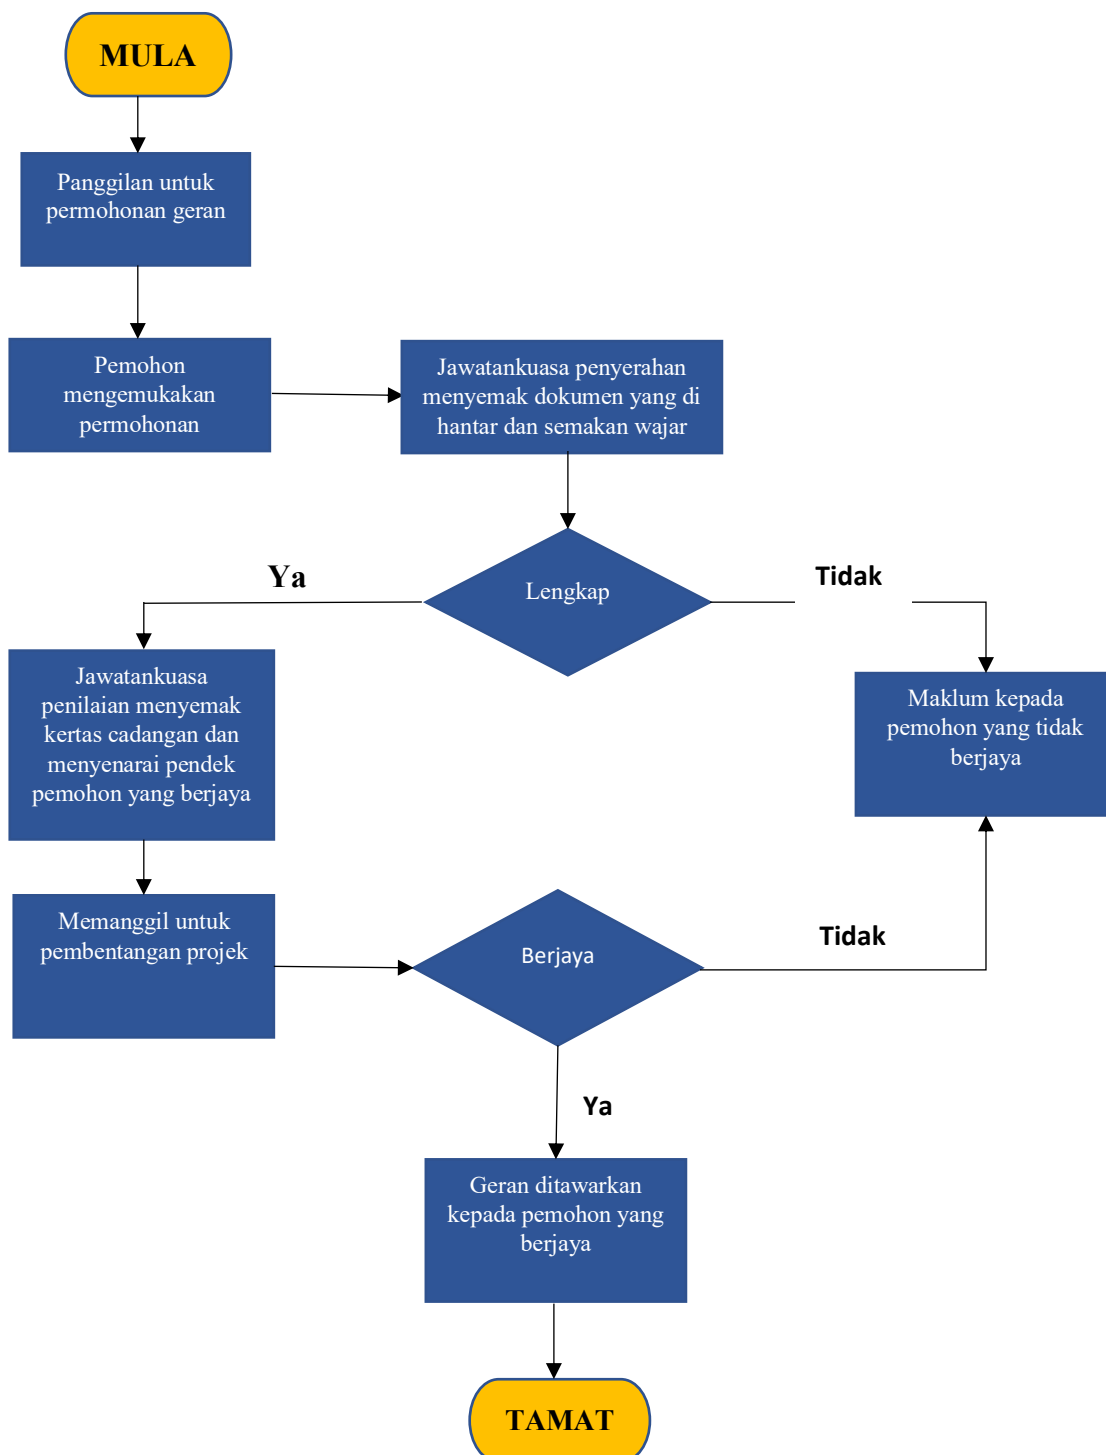 MULA
Panggilan untuk
permohonan geran
Pemohon
mengemukakan
permohonan
Jawatankuasa penyerahan
menyemak dokumen yang di
hantar dan semakan wajar
Lengkap
Ya
Tidak
Jawatankuasa
penilaian menyemak
kertas cadangan dan
menyenarai pendek
pemohon yang berjaya
Maklum kepada
pemohon yang tidak
berjaya
Memanggil untuk
pembentangan projek
Berjaya
Tidak
Ya
Geran ditawarkan
kepada pemohon yang
berjaya
TAMAT